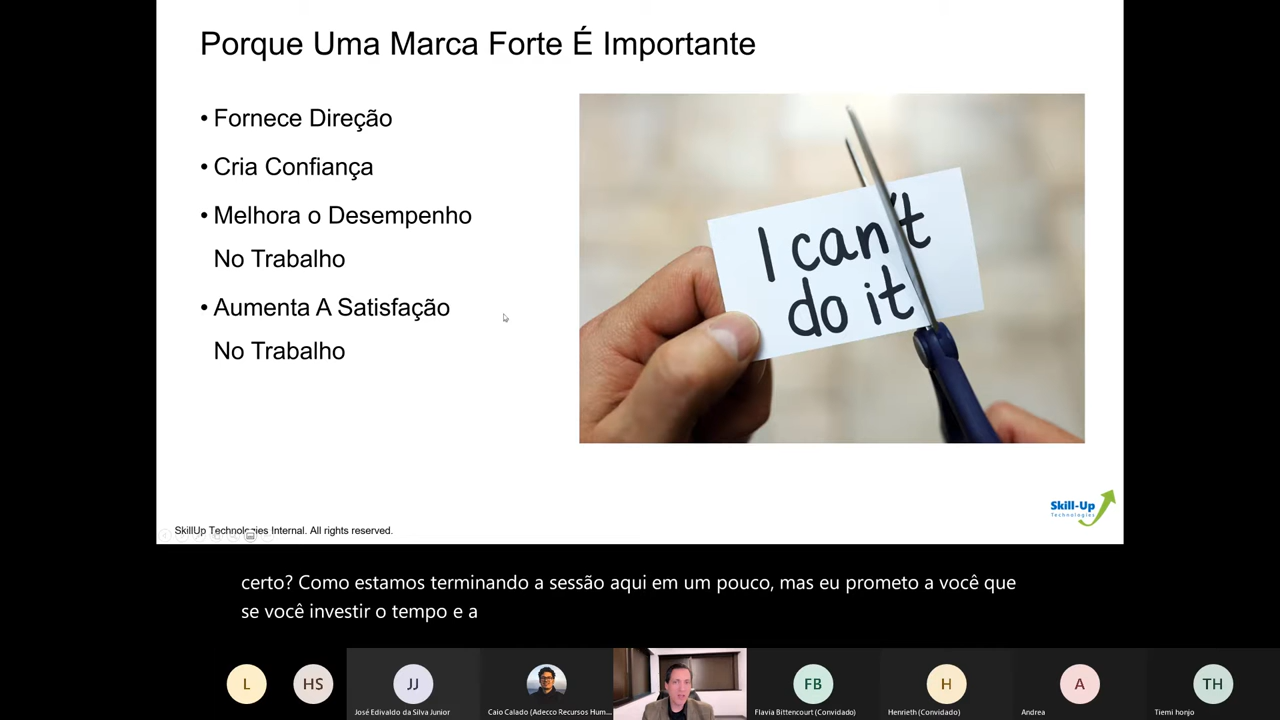 Porque Uma Marca Forte É Importante
• Fornece Direção
• Cria Confiança
• Melhora o Desempenho
No Trabalho
• Aumenta A Satisfação
No Trabalho
I can't
do it
Skill-Up
Technologies
SkillUp Technologies Internal. All rights reserved.
certo? Como estamos terminando a sessão aqui em um pouco, mas eu prometo a você que
se você investir o tempo e a
L
HS
JJ
FB
H
A
TH
José Edivaldo da Silva Junior
Caio Calado (Adecco Recursos Hum...
Flavia Bittencourt (Convidado)
Henrieth (Convidado)
Andrea
Tiemi honjo